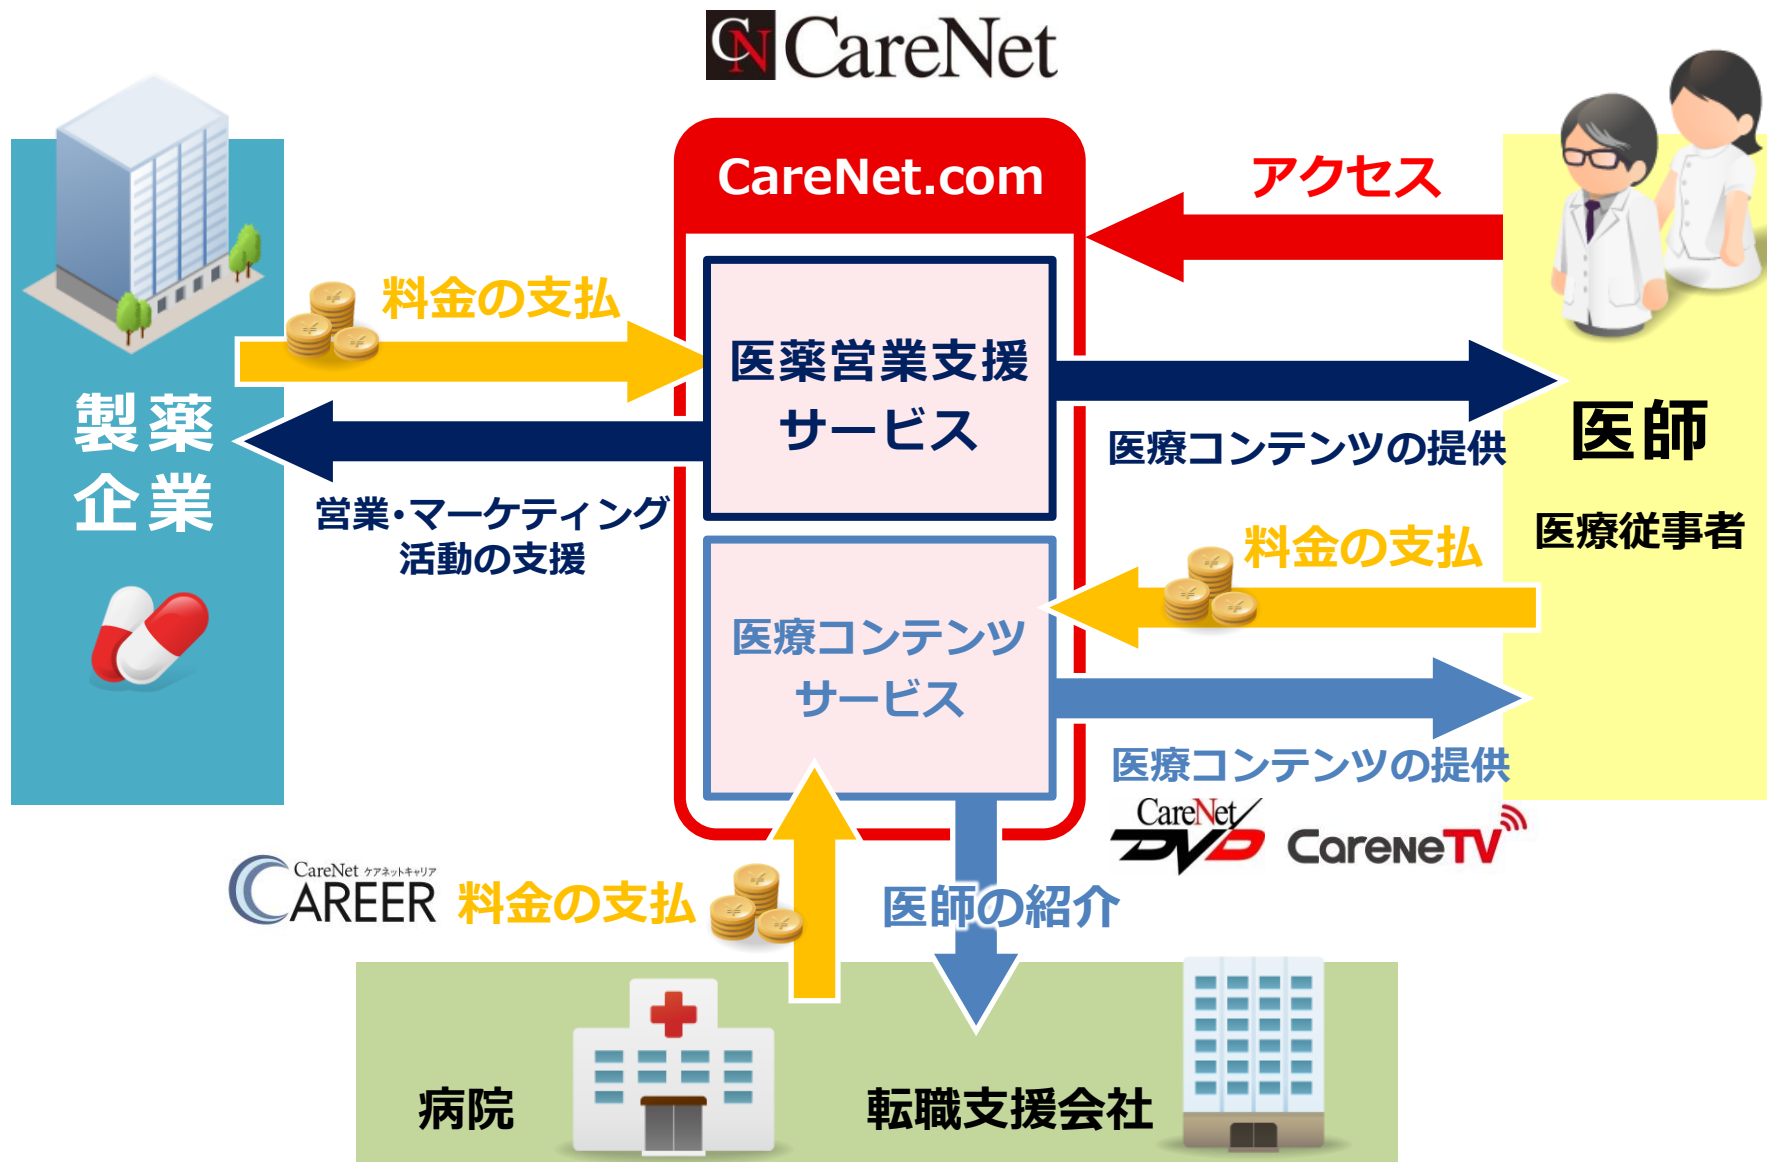 CN CareNet
CareNet.com
アクセス
料金の支払
医薬営業支援
サービス
製薬
企業
営業・マーケティング
活動の支援
医療コンテンツの提供
医師
医療従事者
料金の支払
医療コンテンツ
サービス
医療コンテンツの提供
CareNet
DVD
CareNeTV
CareNet ケアネットキャリア
CAREER
料金の支払
医師の紹介
病院
転職支援会社